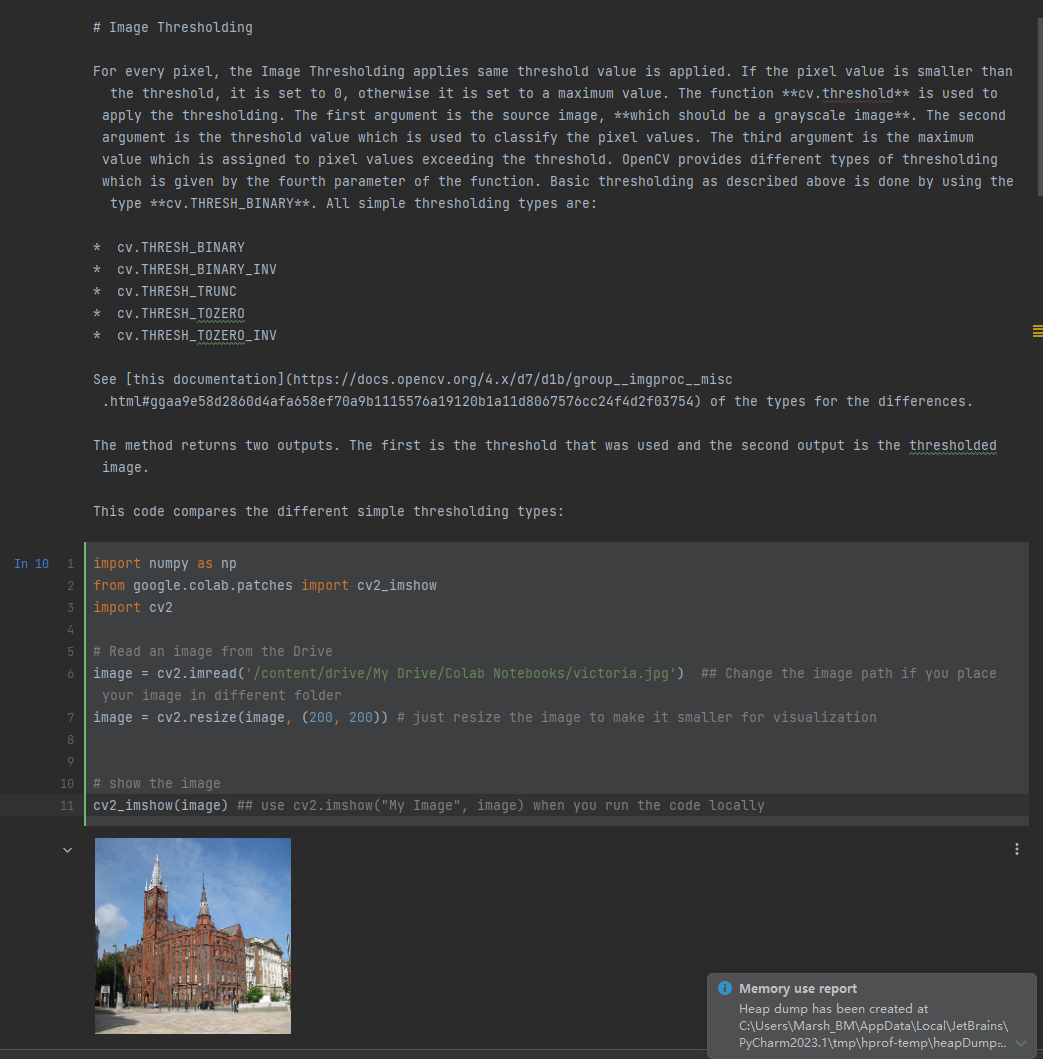 # Image Thresholding
For every pixel, the Image Thresholding applies same threshold value is applied. If the pixel value is smaller than
the threshold, it is set to 0, otherwise it is set to a maximum value. The function **cv.threshold** is used to
apply the thresholding. The first argument is the source image, **which should be a grayscale image**. The second
argument is the threshold value which is used to classify the pixel values. The third argument is the maximum
value which is assigned to pixel values exceeding the threshold. OpenCV provides different types of thresholding
which is given by the fourth parameter of the function. Basic thresholding as described above is done by using the
type **cv.THRESH_BINARY**. All simple thresholding types are:
* cv.THRESH_BINARY
* cv.THRESH_BINARY_INV
* cv.THRESH_TRUNC
* cv.THRESH_TOZERO
* cv.THRESH_TOZERO_INV
See [this documentation](https://docs.opencv.org/4.x/d7/d1b/group__imgproc__misc
.html#ggaa9e58d2860d4afa658ef70a9b1115576a19120b1a11d8067576cc24f4d2f03754) of the types for the differences.
The method returns two outputs. The first is the threshold that was used and the second output is the thresholded
image.
This code compares the different simple thresholding types:
In 10 1 import numpy as np
2 from google.colab.patches import cv2_imshow
3 import cv2
4
5 # Read an image from the Drive
6 image = cv2.imread('/content/drive/My Drive/Colab Notebooks/victoria.jpg') ## Change the image path if you place
your image in different folder
7 image = cv2.resize(image, (200, 200)) # just resize the image to make it smaller for visualization
8
9
10 # show the image
11 cv2_imshow(image) ## use cv2.imshow("My Image", image) when you run the code locally
Memory use report
Heap dump has been created at
C:\Users\Marsh_BM\AppData\Local\JetBrains\
PyCharm2023.1\tmp\hprof-temp\heapDump-...